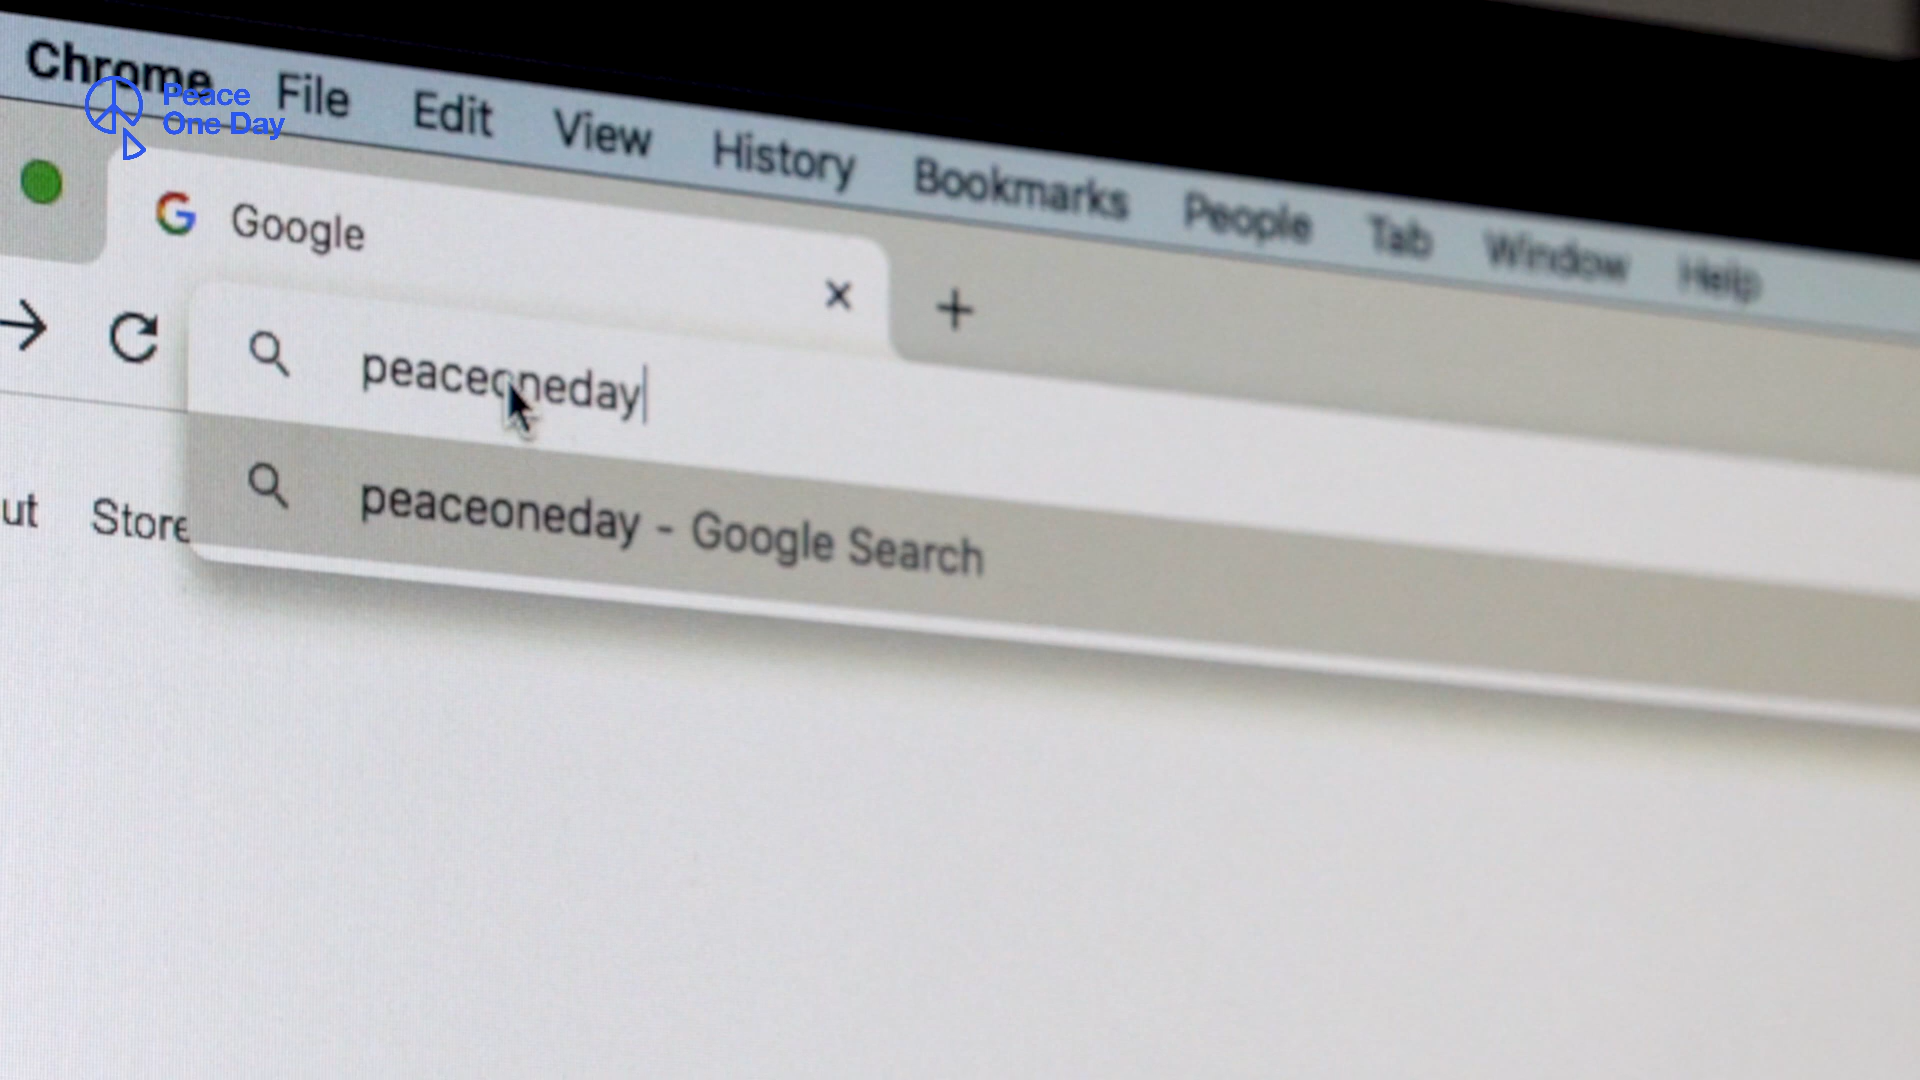 Chrome File Edit View History Bookmarks People Tab Window Help
Peace
One Day
Google
peaceoneday
peaceoneday - Google Search
ut Store